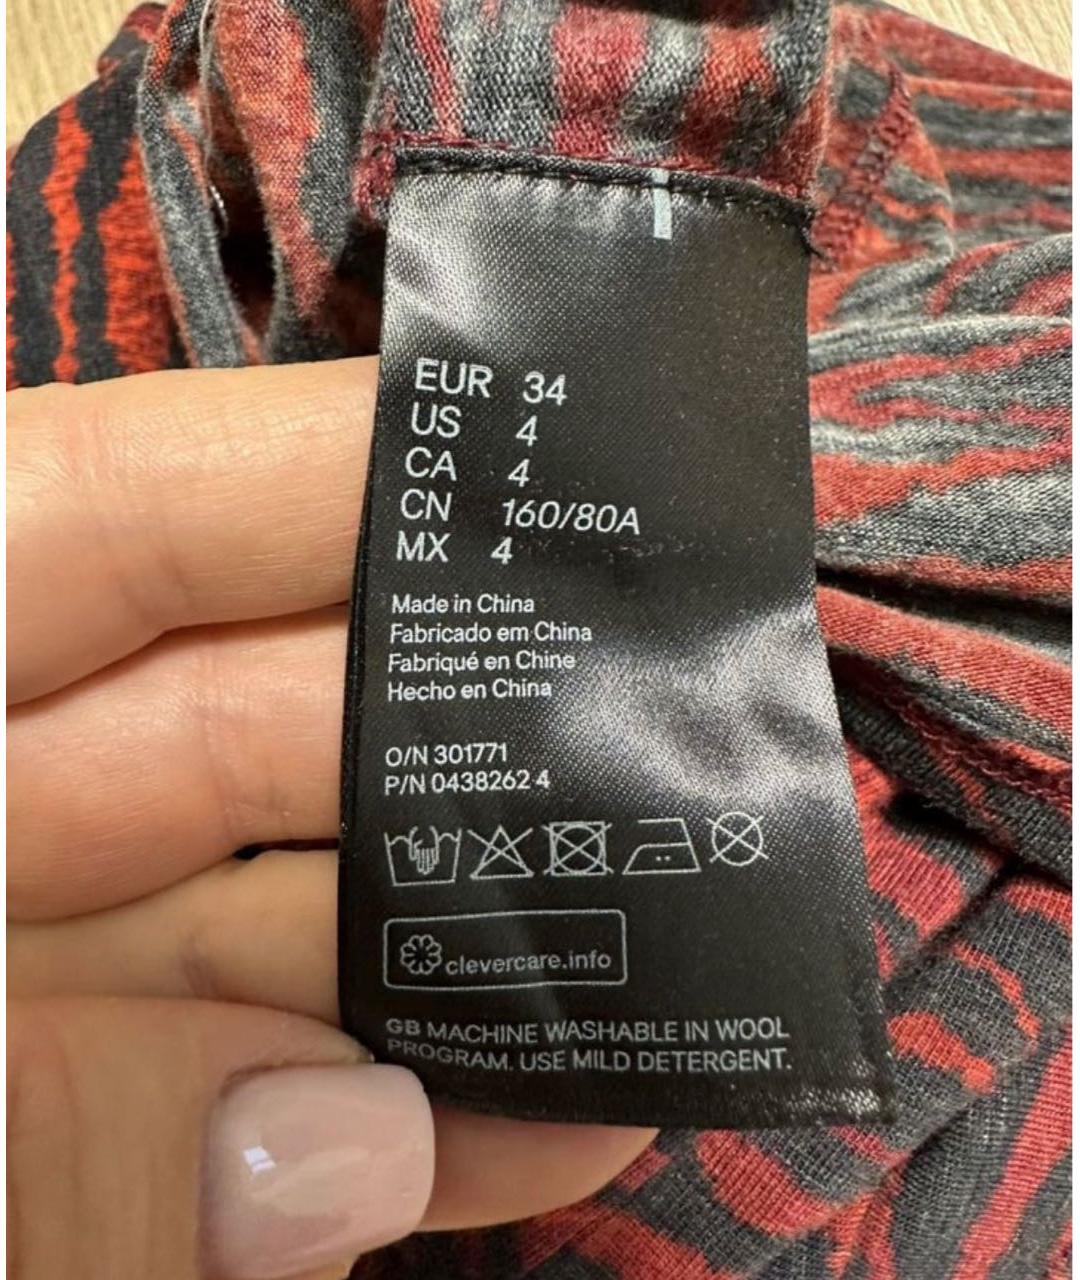 EUR 34
US 4
CA 4
CN 160/80A
MX 4
Made in China
Fabricado em China
Fabriqué en Chine
Hecho en China
O/N 301771
P/N 0438262 4
clevercare.info
GB MACHINE WASHABLE IN WOOL
PROGRAM. USE MILD DETERGENT.